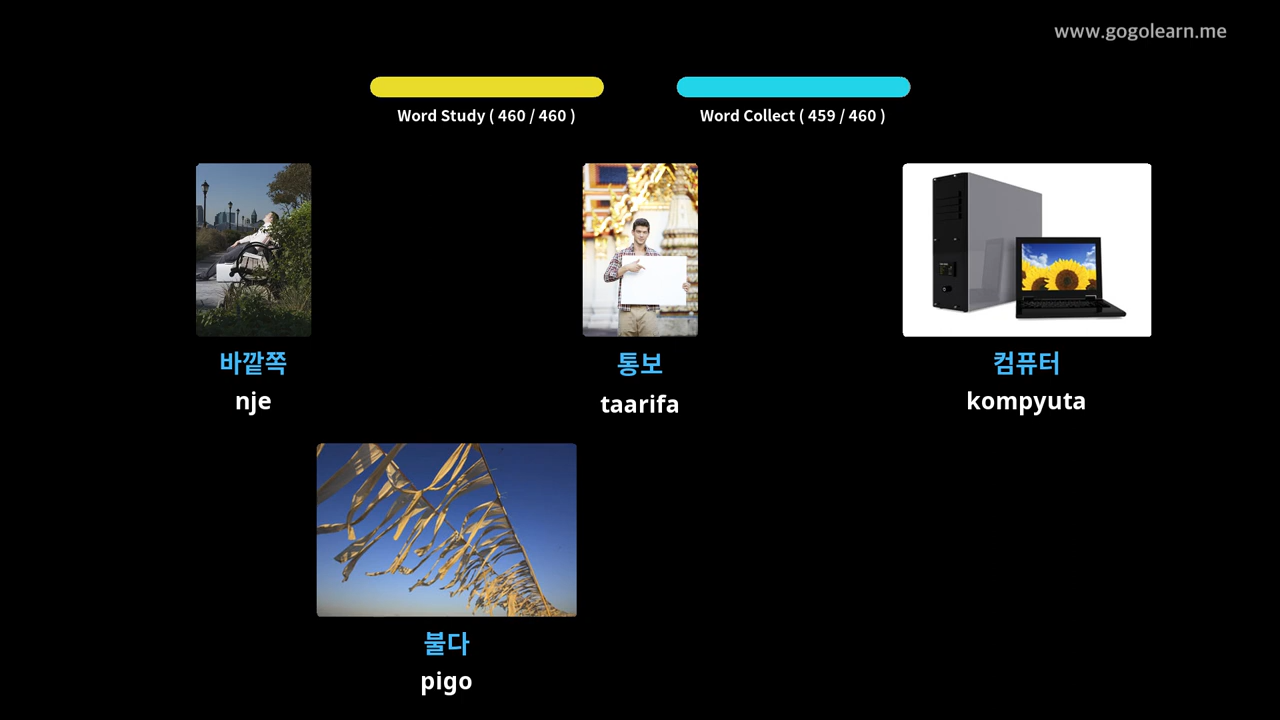 www.gogolearn.me
Word Study ( 460 / 460 )
Word Collect ( 459 / 460 )
바깥쪽
nje
통보
taarifa
컴퓨터
kompyuta
불다
pigo